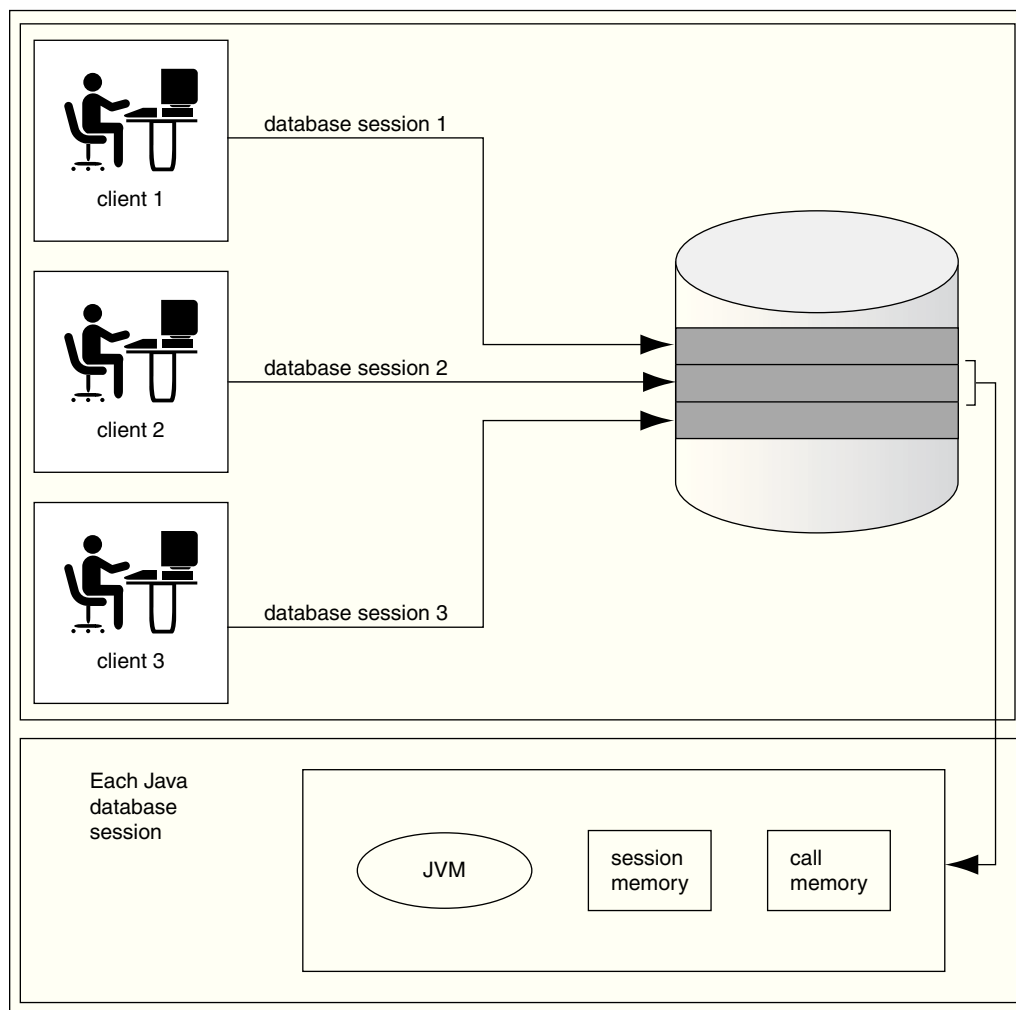 client 1
database session 1
client 2
database session 2
client 3
database session 3
Each Java
database
session
JVM
session
memory
call
memory